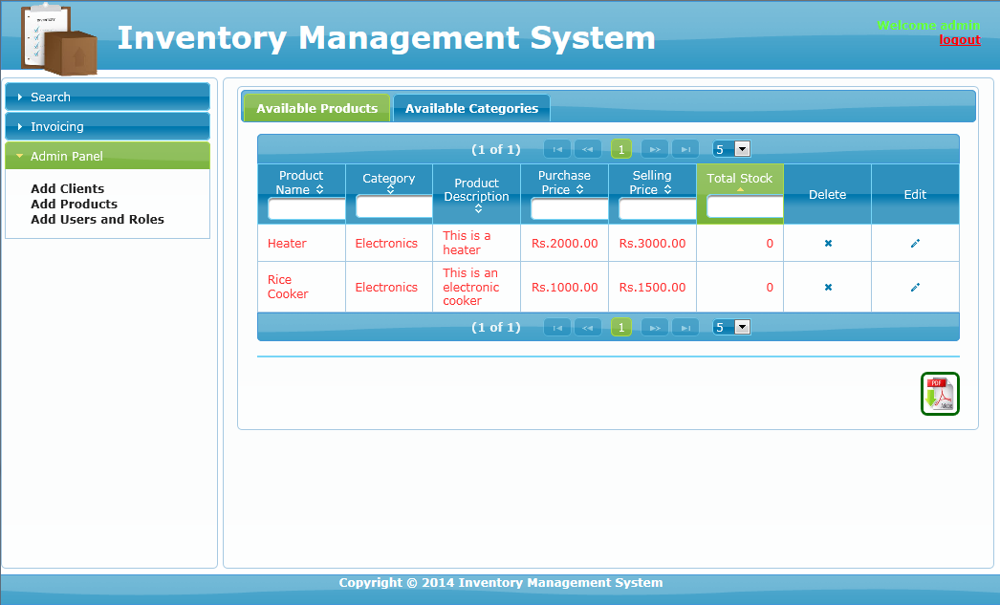 Inventory
Inventory Management System
Welcome admin
logout
Search
Invoicing
Admin Panel
Add Clients
Add Products
Add Users and Roles
Available Products
Available Categories
(1 of 1) 1 5
Product Name
Category
Product Description
Purchase Price
Selling Price
Total Stock
Delete
Edit
Heater Electronics This is a heater Rs.2000.00 Rs.3000.00 0
Rice Cooker Electronics This is an electronic cooker Rs.1000.00 Rs.1500.00 0
(1 of 1) 1 5
PDF
Adobe
Copyright © 2014 Inventory Management System